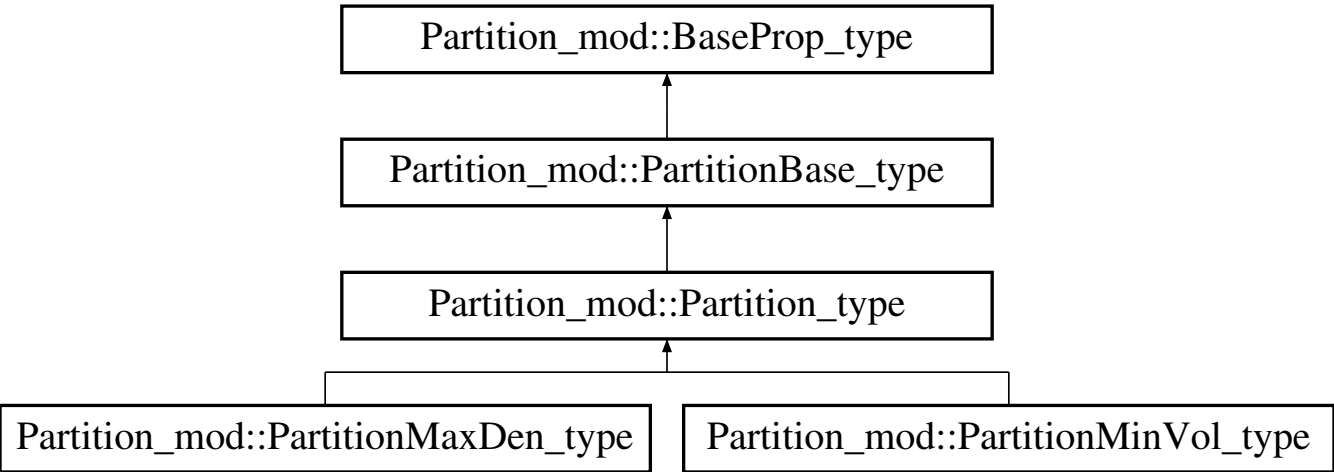 Partition_mod::BaseProp_type
Partition_mod::PartitionBase_type
Partition_mod::Partition_type
Partition_mod::PartitionMaxDen_type
Partition_mod::PartitionMinVol_type